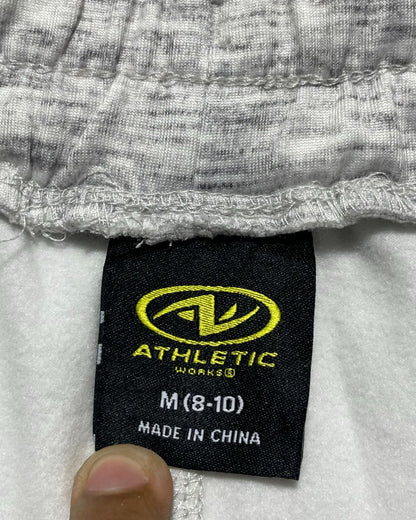 ATHLETIC
WORKS®
M (8-10)
MADE IN CHINA